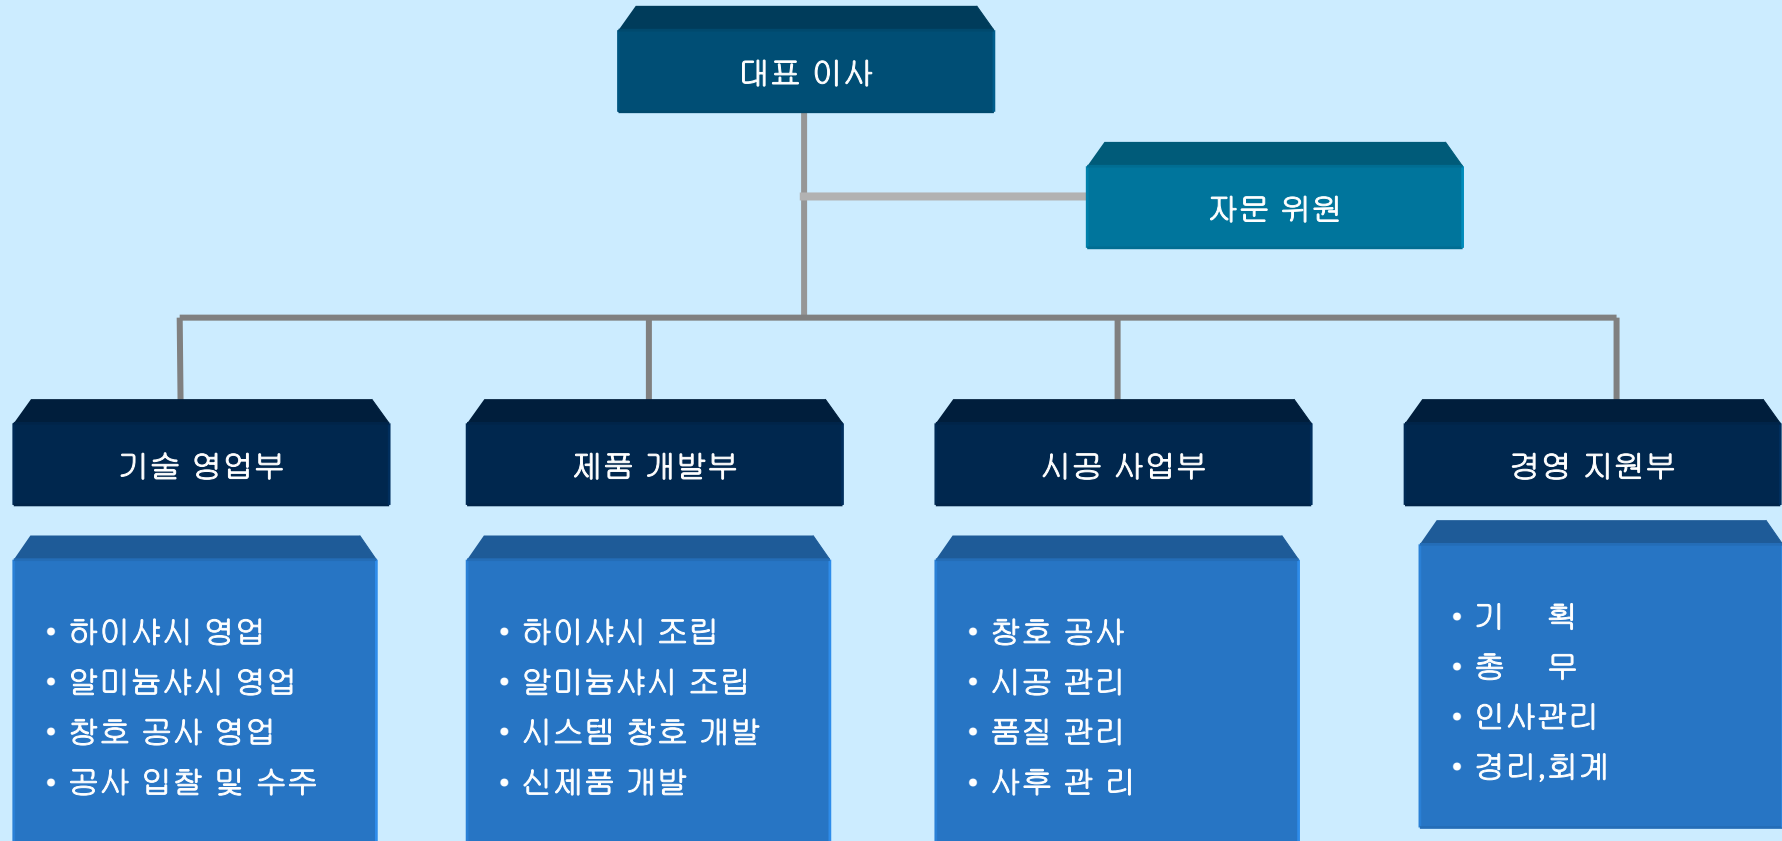 대표 이사
자문 위원
기술 영업부
제품 개발부
시공 사업부
경영 지원부
• 하이샤시 영업
• 알미늄샤시 영업
• 창호 공사 영업
• 공사 입찰 및 수주
• 하이샤시 조립
• 알미늄샤시 조립
• 시스템 창호 개발
• 신제품 개발
• 창호 공사
• 시공 관리
• 품질 관리
• 사후 관 리
• 기 획
• 총 무
• 인사관리
• 경리,회계